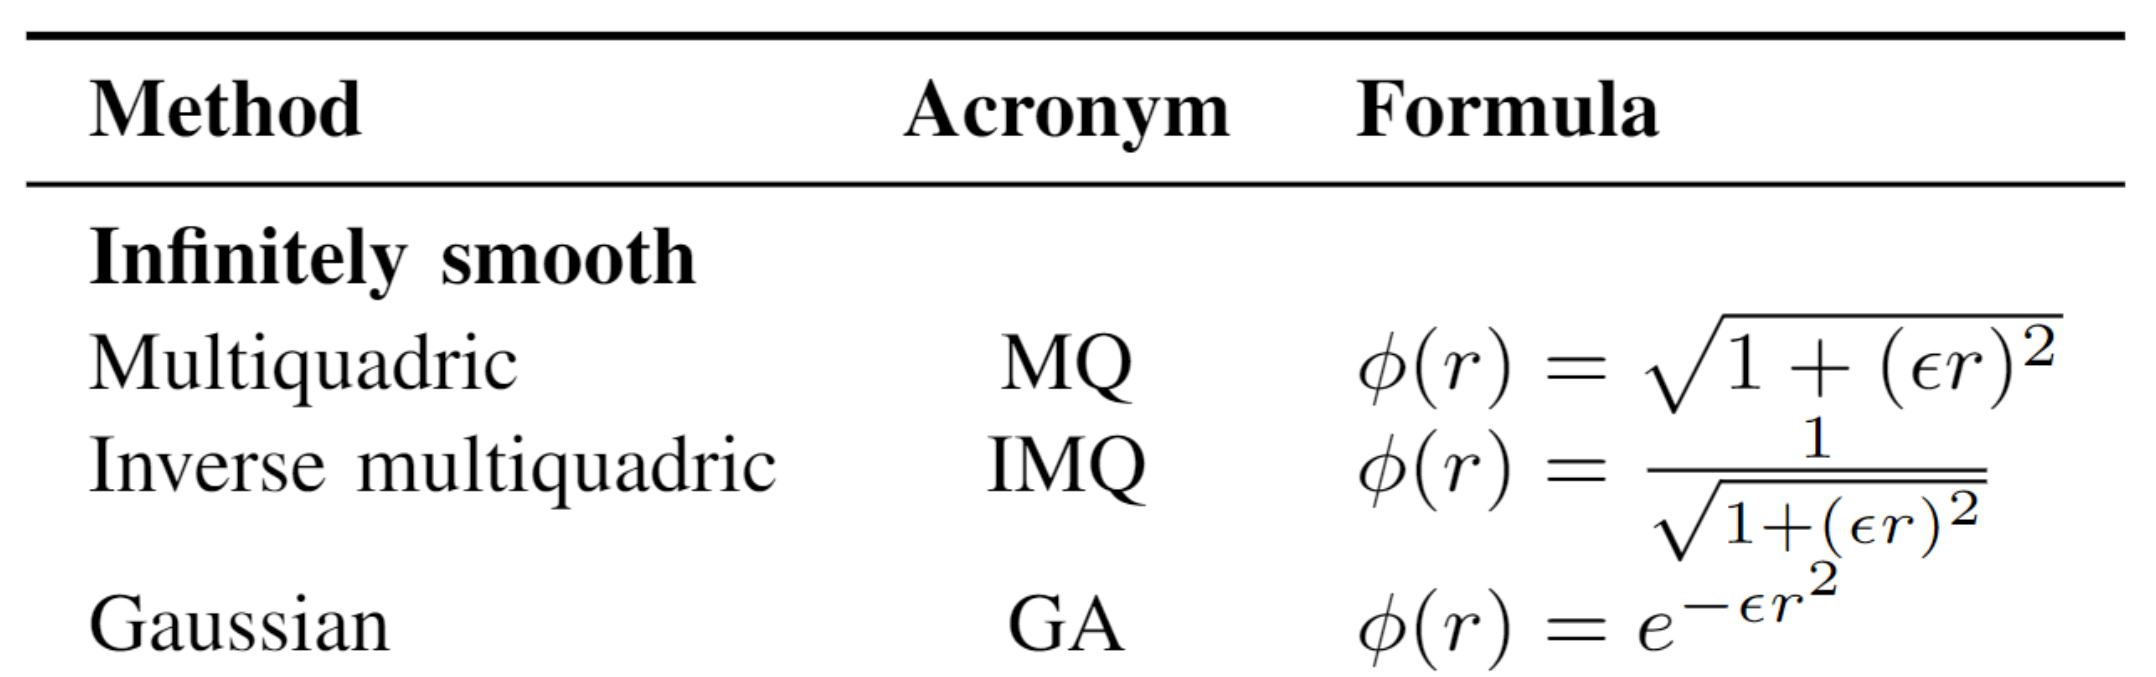 Method Acronym Formula
Infinitely smooth
Multiquadric MQ ϕ(r) = √(1 + (ϵr)²)
Inverse multiquadric IMQ ϕ(r) = 1/√(1+(ϵr)²)
Gaussian GA ϕ(r) = e^{−ϵr²}